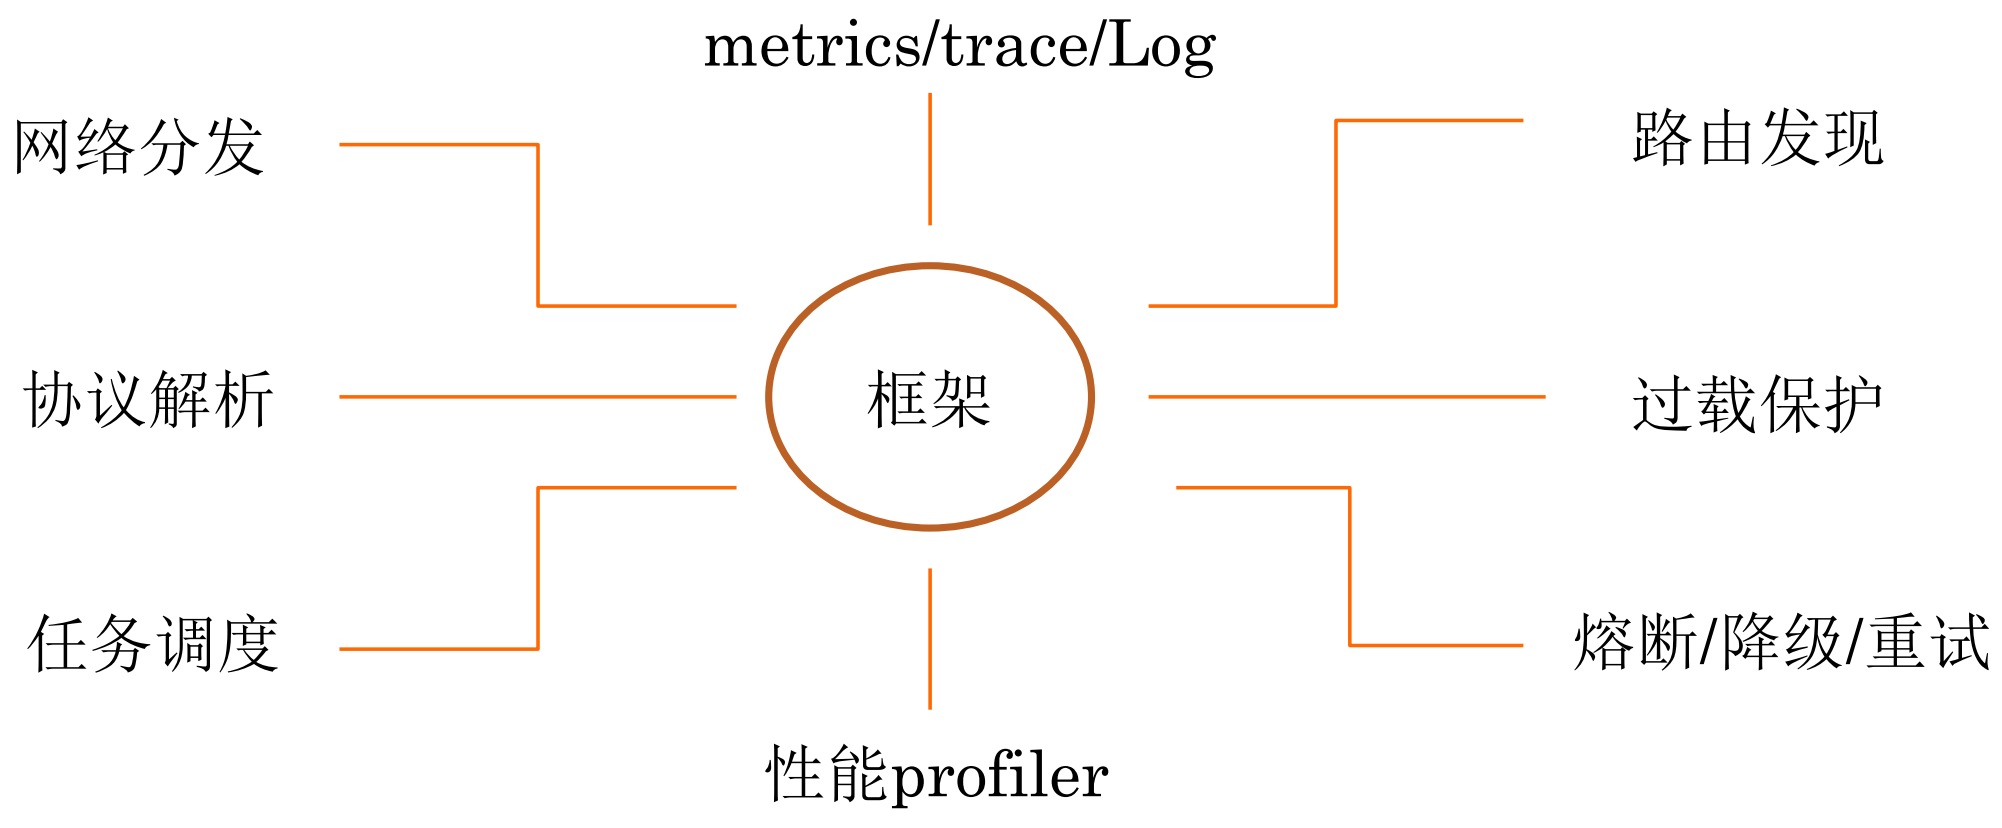 metrics/trace/Log
网络分发
路由发现
协议解析
框架
过载保护
任务调度
熔断/降级/重试
性能profiler